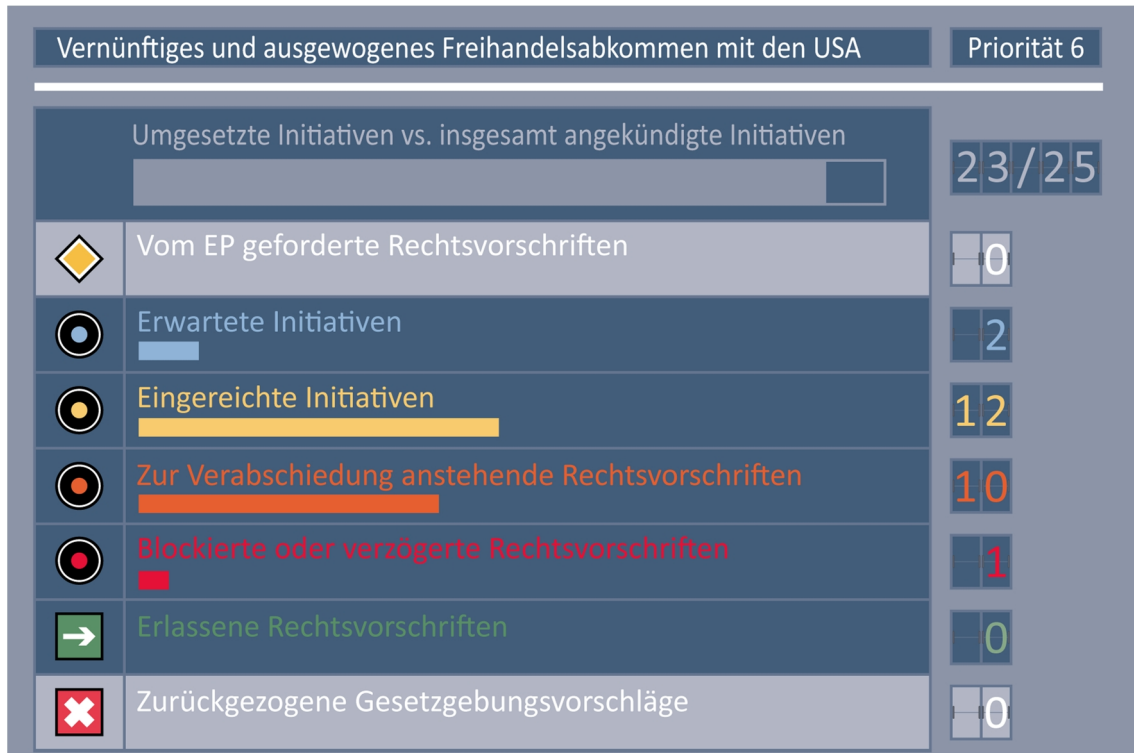 Vernünftiges und ausgewogenes Freihandelsabkommen mit den USA
Priorität 6
Umgesetzte Initiativen vs. insgesamt angekündigte Initiativen
23/25
Vom EP geforderte Rechtsvorschriften
0
Erwartete Initiativen
2
Eingereichte Initiativen
12
Zur Verabschiedung anstehende Rechtsvorschriften
10
Blockierte oder verzögerte Rechtsvorschriften
1
Erlassene Rechtsvorschriften
0
Zurückgezogene Gesetzgebungsvorschläge
0